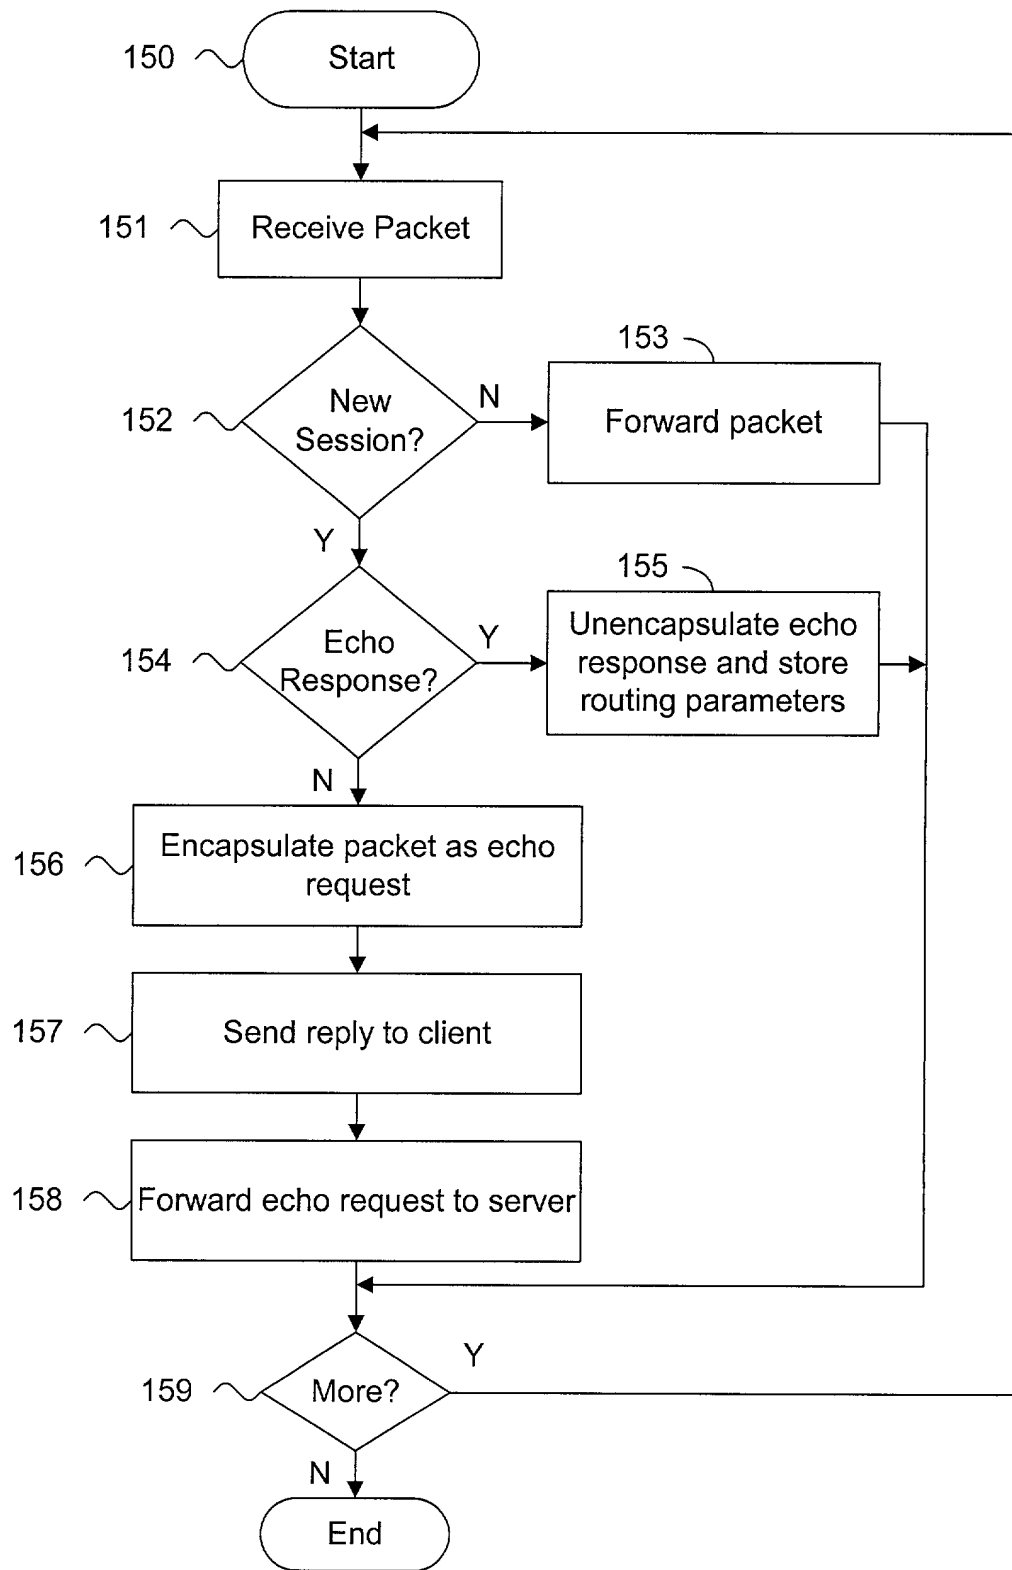 150
Start
151
Receive Packet
152
New
Session?
N
153
Forward packet
Y
154
Echo
Response?
Y
155
Unencapsulate echo
response and store
routing parameters
N
156
Encapsulate packet as echo
request
157
Send reply to client
158
Forward echo request to server
159
More?
Y
N
End